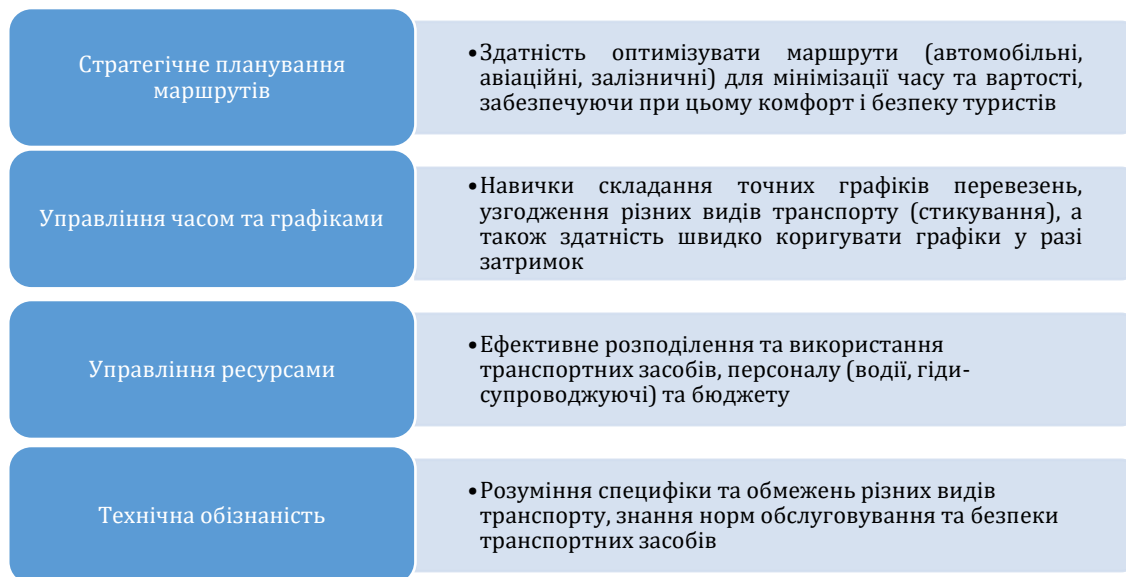 Стратегічне планування
маршрутів
•Здатність оптимізувати маршрути (автомобільні,
авіаційні, залізничні) для мінімізації часу та вартості,
забезпечуючи при цьому комфорт і безпеку туристів
Управління часом та графіками
•Навички складання точних графіків перевезень,
узгодження різних видів транспорту (стикування), а
також здатність швидко коригувати графіки у разі
затримок
Управління ресурсами
•Ефективне розподілення та використання
транспортних засобів, персоналу (водії, гіди-
супроводжуючі) та бюджету
Технічна обізнаність
•Розуміння специфіки та обмежень різних видів
транспорту, знання норм обслуговування та безпеки
транспортних засобів